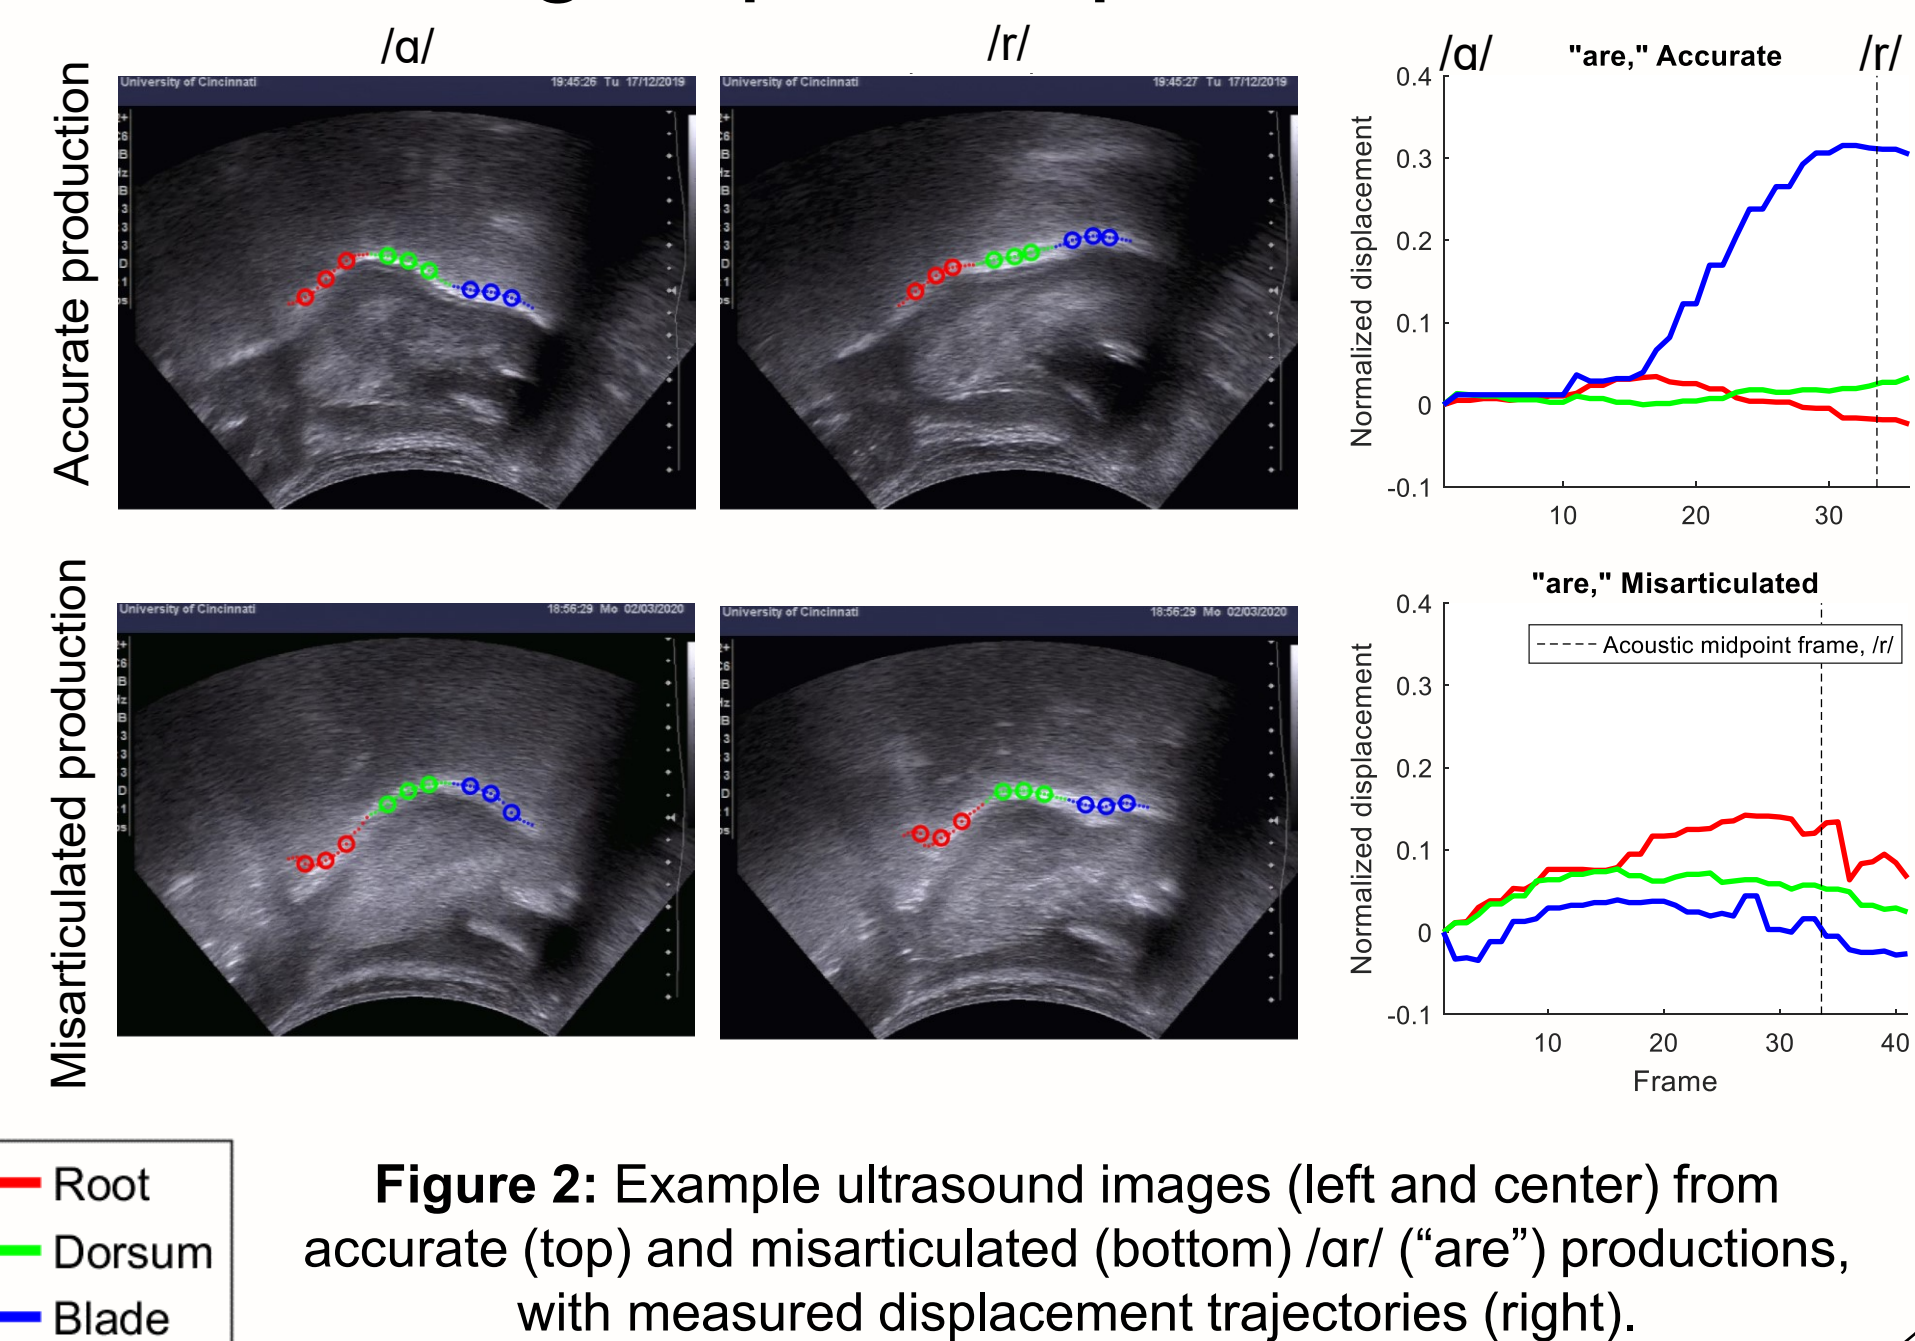 /ɑ/
/r/
Accurate production
University of Cincinnati 19:45:26 Tu 17/12/2019
University of Cincinnati 19:45:27 Tu 17/12/2019
/ɑ/ "are," Accurate /r/
Normalized displacement
0.4
0.3
0.2
0.1
0
-0.1
10 20 30
Misarticulated production
University of Cincinnati 18:56:29 Mo 02/03/2020
University of Cincinnati 18:56:29 Mo 02/03/2020
"are," Misarticulated
Acoustic midpoint frame, /r/
Normalized displacement
0.4
0.3
0.2
0.1
0
-0.1
10 20 30 40
Frame
Root
Dorsum
Blade
Figure 2: Example ultrasound images (left and center) from
accurate (top) and misarticulated (bottom) /ɑr/ (“are”) productions,
with measured displacement trajectories (right).